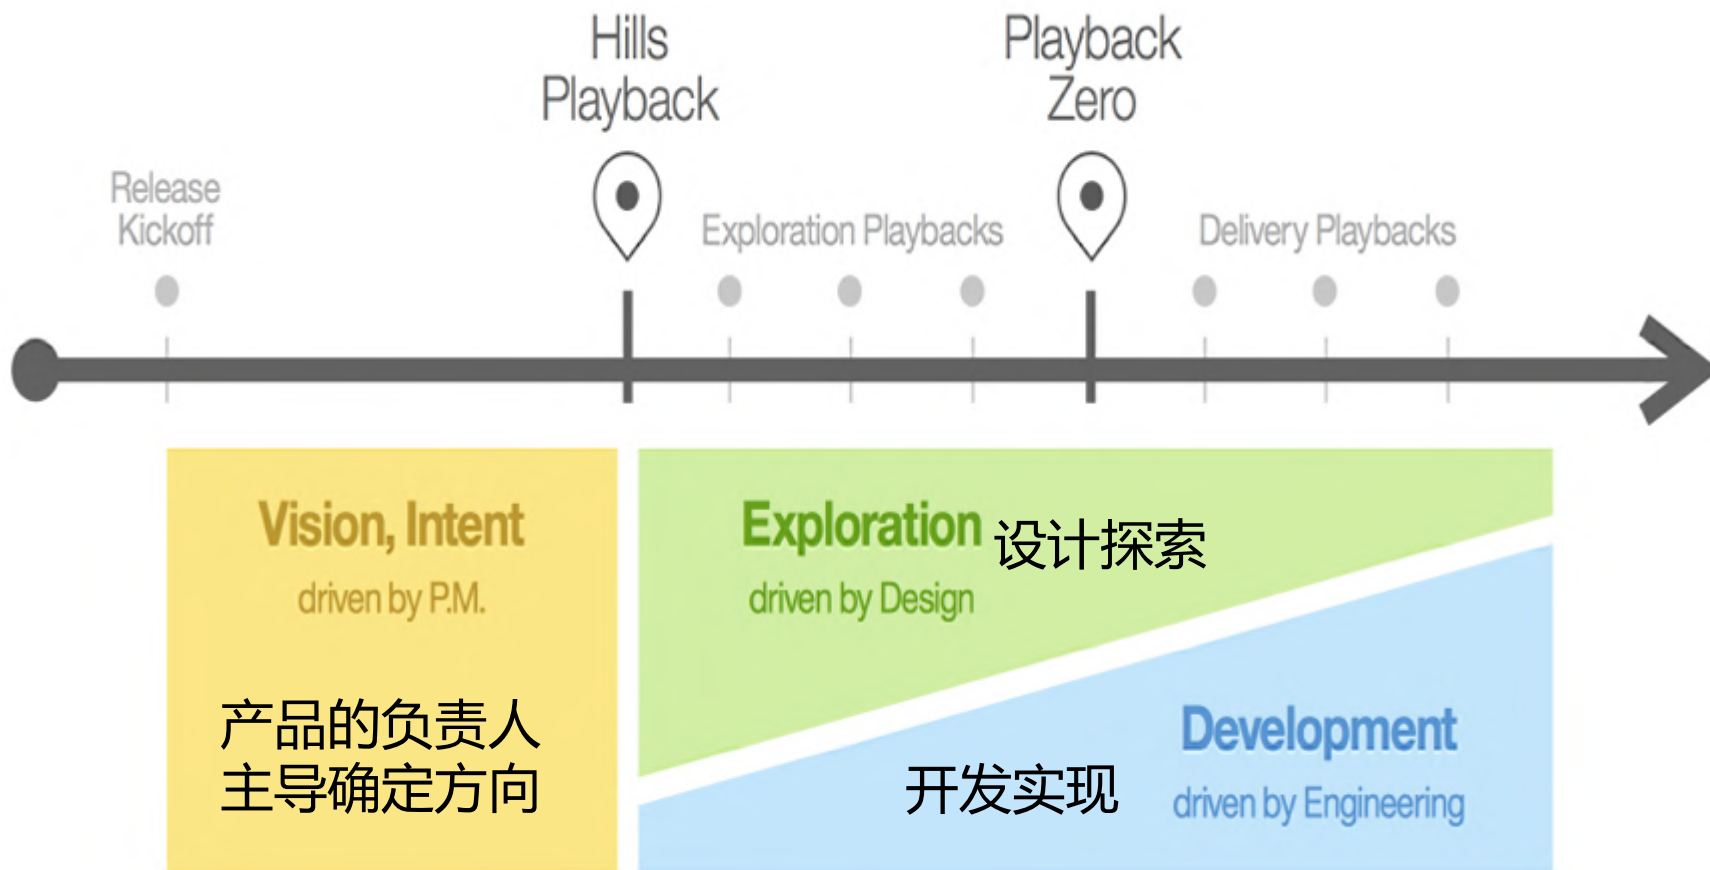 Hills
Playback
Playback
Zero
Release
Kickoff
Exploration Playbacks
Delivery Playbacks
Vision, Intent
driven by P.M.
产品的负责人
主导确定方向
Exploration 设计探索
driven by Design
开发实现
Development
driven by Engineering